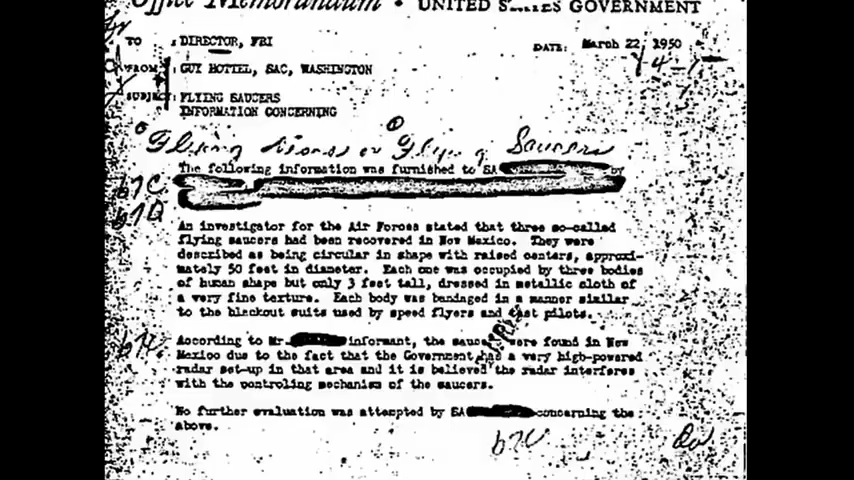 Office Memorandum • UNITED STATES GOVERNMENT
TO : DIRECTOR, FBI DATE: March 22, 1950
FROM : GUY HOTTEL, SAC, WASHINGTON
SUBJECT: FLYING SAUCERS
INFORMATION CONCERNING
Flying or Flying Saucers
The following information was furnished to SA by
b7C
b7D
An investigator for the Air Forces stated that three so-called
flying saucers had been recovered in New Mexico. They were
described as being circular in shape with raised centers, approxi-
mately 50 feet in diameter. Each one was occupied by three bodies
of human shape but only 3 feet tall, dressed in metallic cloth of
a very fine texture. Each body was bandaged in a manner similar
to the blackout suits used by speed flyers and test pilots.
According to Mr. informant, the saucers were found in New
Mexico due to the fact that the Government has a very high-powered
radar set-up in that area and it is believed the radar interferes
with the controling mechanism of the saucers.
No further evaluation was attempted by SA concerning the
above.
b7C